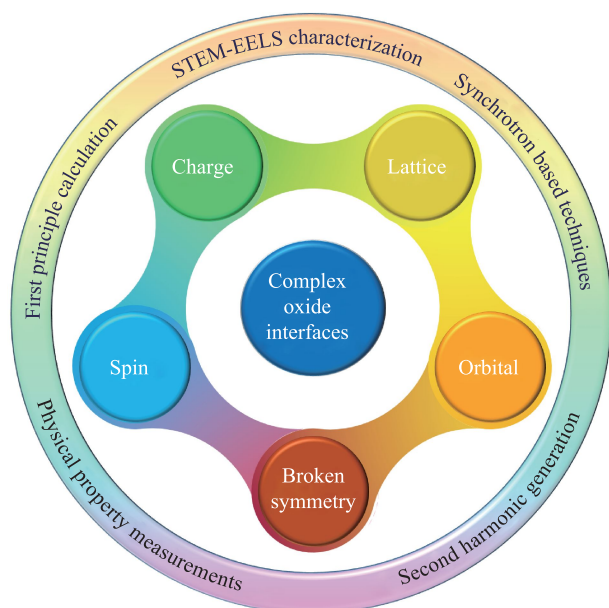 STEM-EELS characterization
Synchrotron based techniques
First principle calculation
Charge
Lattice
Complex
oxide
interfaces
Spin
Orbital
Broken
symmetry
Physical property measurements
Second harmonic generation